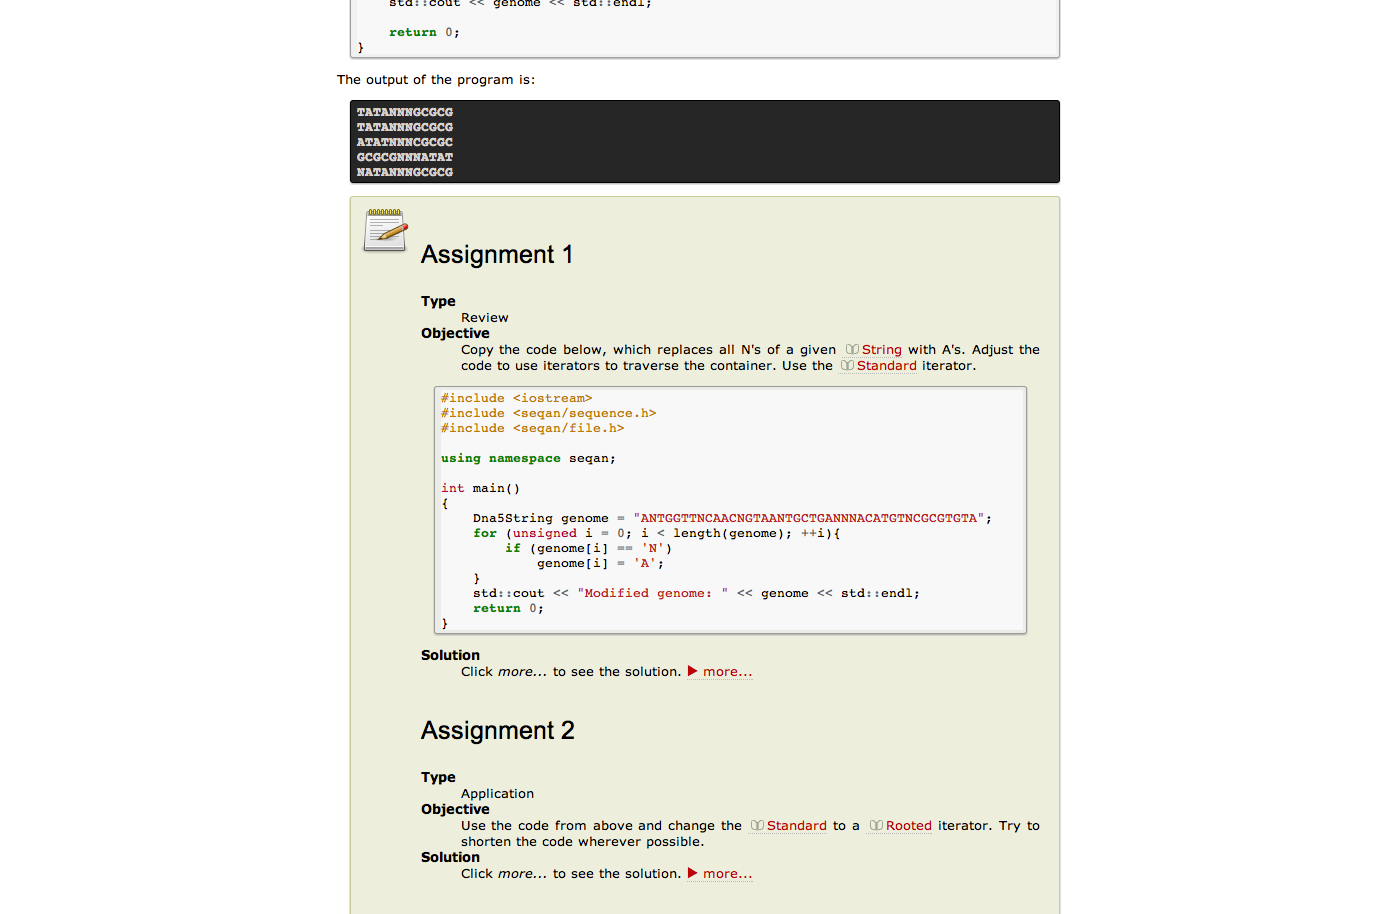 std::cout << genome << std::endl;
return 0;
}
The output of the program is:
TATANNNGCGCG
TATANNNGCGCG
ATATNNNCGCGC
GCGCGNNNATAT
NATANNNGCGCG
Assignment 1
Type
Review
Objective
Copy the code below, which replaces all N's of a given String with A's. Adjust the
code to use iterators to traverse the container. Use the Standard iterator.
#include <iostream>
#include <seqan/sequence.h>
#include <seqan/file.h>
using namespace seqan;
int main()
{
Dna5String genome = "ANTGGTTNCAACNGTAANTGCTGANNNACATGTNCGCGTGTA";
for (unsigned i = 0; i < length(genome); ++i){
if (genome[i] == 'N')
genome[i] = 'A';
}
std::cout << "Modified genome: " << genome << std::endl;
return 0;
}
Solution
Click more... to see the solution. ▶ more...
Assignment 2
Type
Application
Objective
Use the code from above and change the Standard to a Rooted iterator. Try to
shorten the code wherever possible.
Solution
Click more... to see the solution. ▶ more...